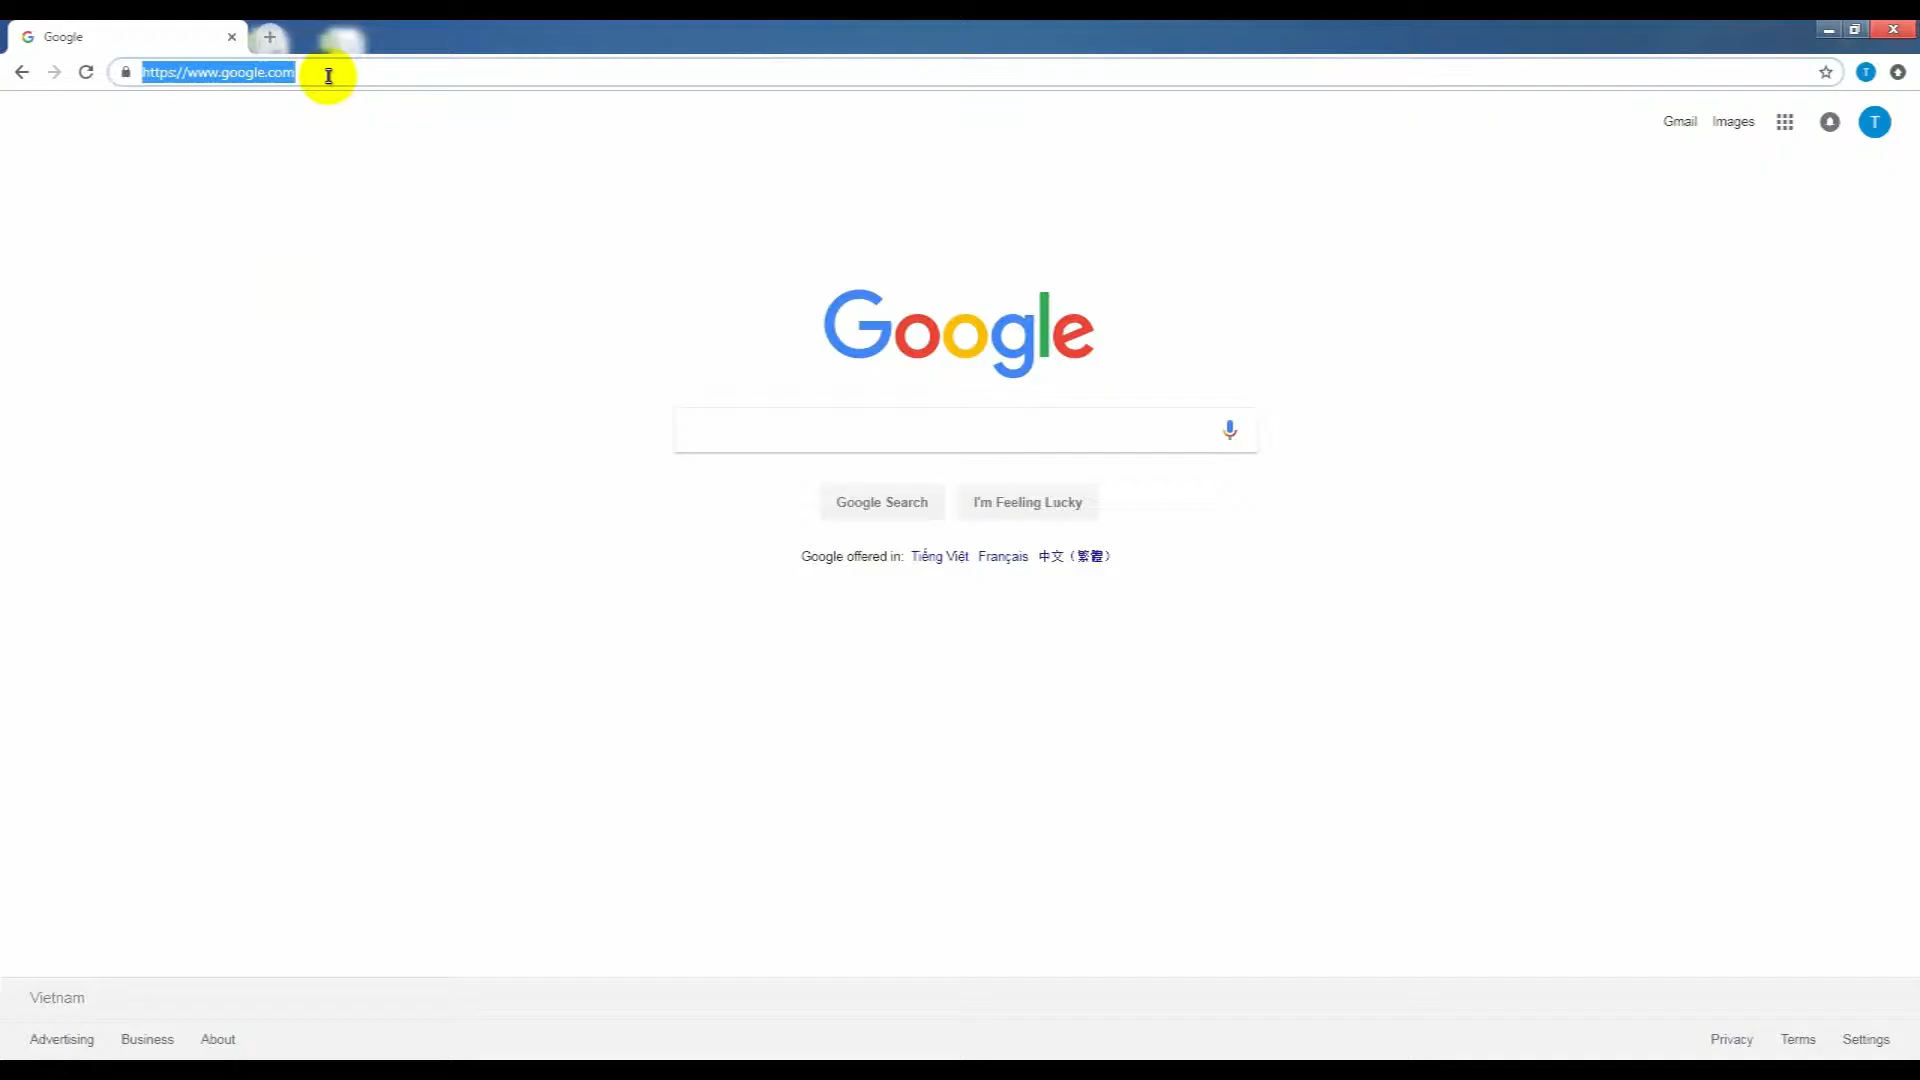 Google
https://www.google.com
T
Gmail Images T
Google
Google Search I'm Feeling Lucky
Google offered in: Tiếng Việt Français 中文（繁體）
Vietnam
Advertising Business About Privacy Terms Settings